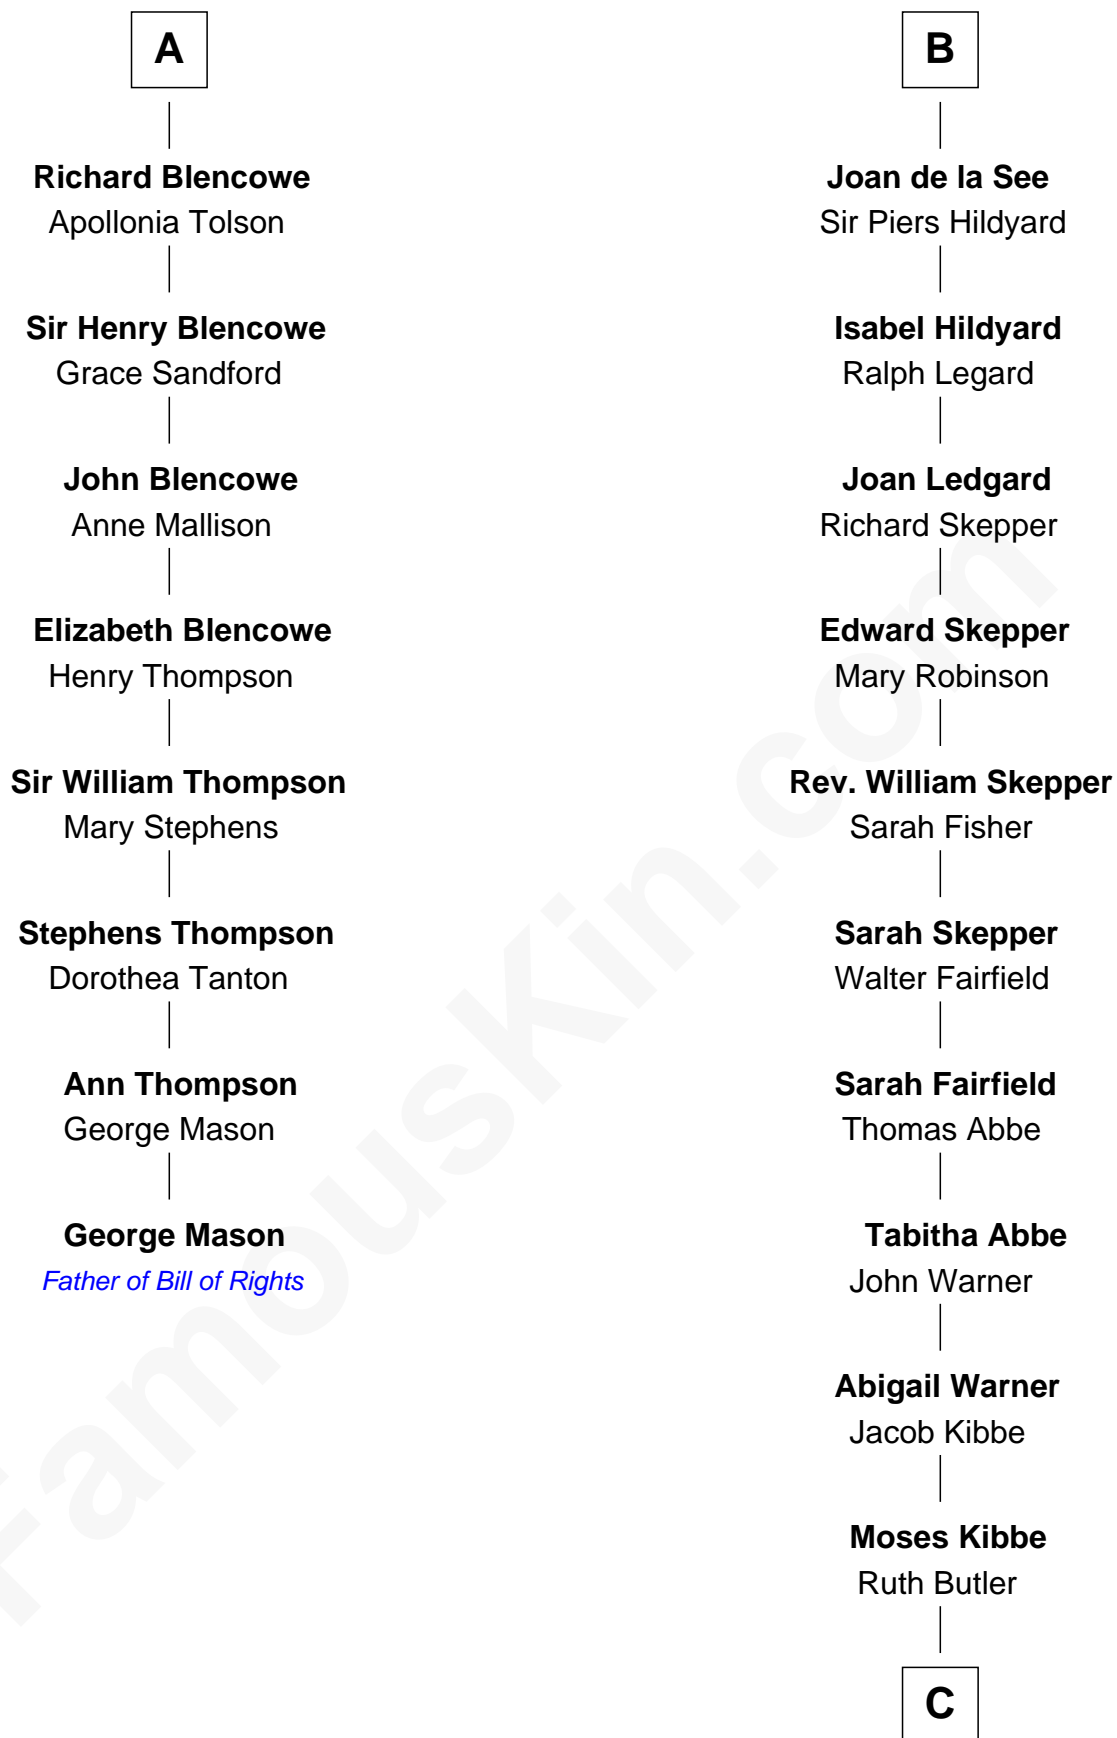 A
Richard Blencowe
Apollonia Tolson
Sir Henry Blencowe
Grace Sandford
John Blencowe
Anne Mallison
Elizabeth Blencowe
Henry Thompson
Sir William Thompson
Mary Stephens
Stephens Thompson
Dorothea Tanton
Ann Thompson
George Mason
George Mason
Father of Bill of Rights
B
Joan de la See
Sir Piers Hildyard
Isabel Hildyard
Ralph Legard
Joan Ledgard
Richard Skepper
Edward Skepper
Mary Robinson
Rev. William Skepper
Sarah Fisher
Sarah Skepper
Walter Fairfield
Sarah Fairfield
Thomas Abbe
Tabitha Abbe
John Warner
Abigail Warner
Jacob Kibbe
Moses Kibbe
Ruth Butler
C
FamousKin.com